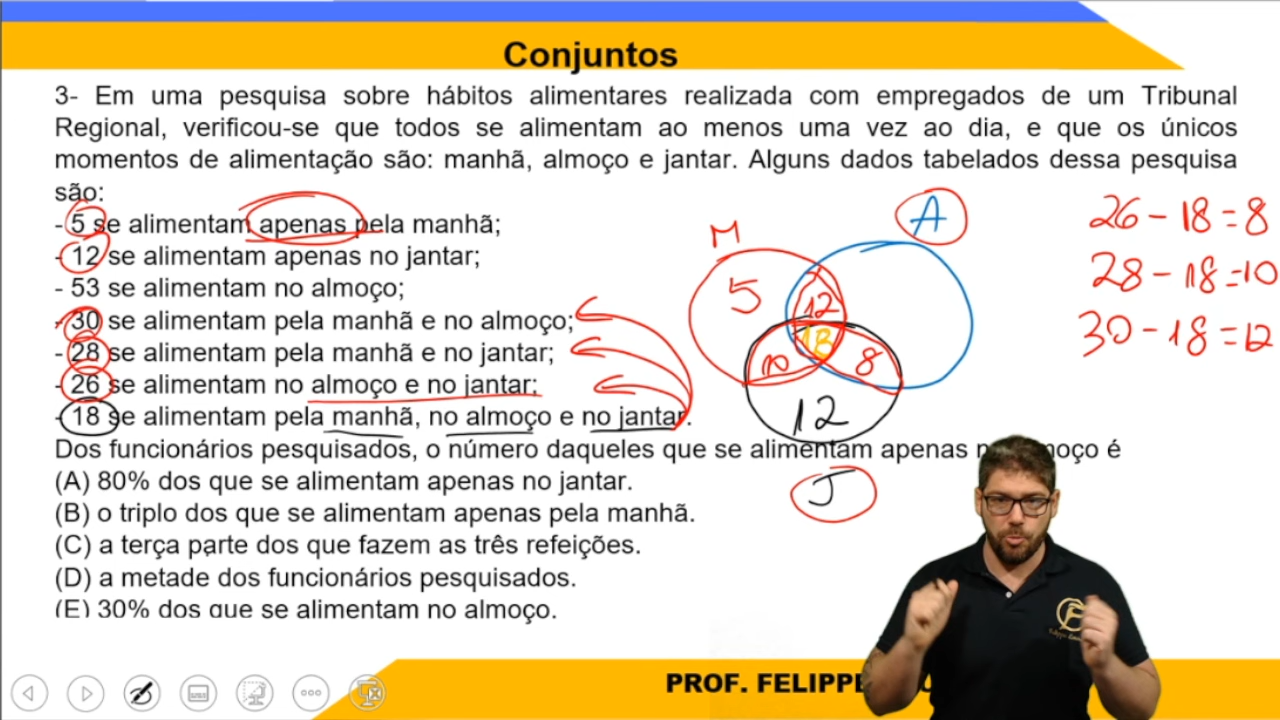 Conjuntos
3- Em uma pesquisa sobre hábitos alimentares realizada com empregados de um Tribunal
Regional, verificou-se que todos se alimentam ao menos uma vez ao dia, e que os únicos
momentos de alimentação são: manhã, almoço e jantar. Alguns dados tabelados dessa pesquisa
são:
- 5 se alimentam apenas pela manhã;
- 12 se alimentam apenas no jantar;
- 53 se alimentam no almoço;
- 30 se alimentam pela manhã e no almoço;
- 28 se alimentam pela manhã e no jantar;
- 26 se alimentam no almoço e no jantar;
- 18 se alimentam pela manhã, no almoço e no jantar.
Dos funcionários pesquisados, o número daqueles que se alimentam apenas é
(A) 80% dos que se alimentam apenas no jantar.
(B) o triplo dos que se alimentam apenas pela manhã.
(C) a terça parte dos que fazem as três refeições.
(D) a metade dos funcionários pesquisados.
(E) 30% dos que se alimentam no almoço.
M
A
5
12
18
10
8
12
J
26 - 18 = 8
28 - 18 = 10
30 - 18 = 12
PROF. FELIPPE